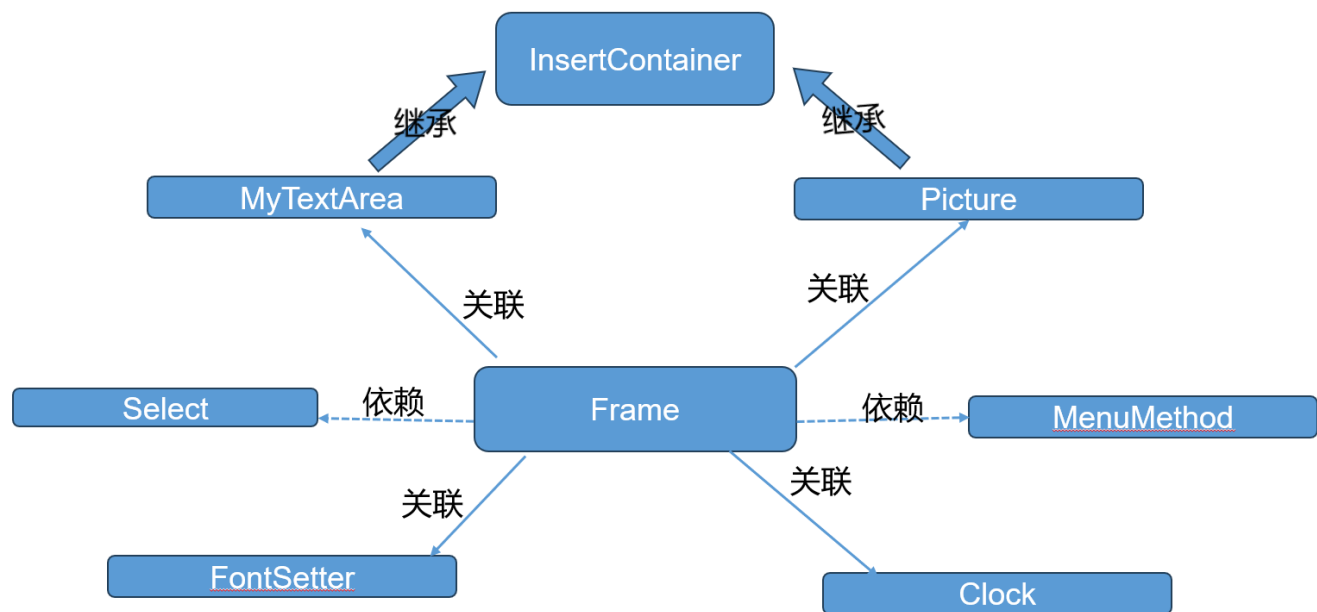 InsertContainer
继承
继承
MyTextArea
Picture
关联
关联
Select
依赖
Frame
依赖
MenuMethod
关联
关联
FontSetter
Clock